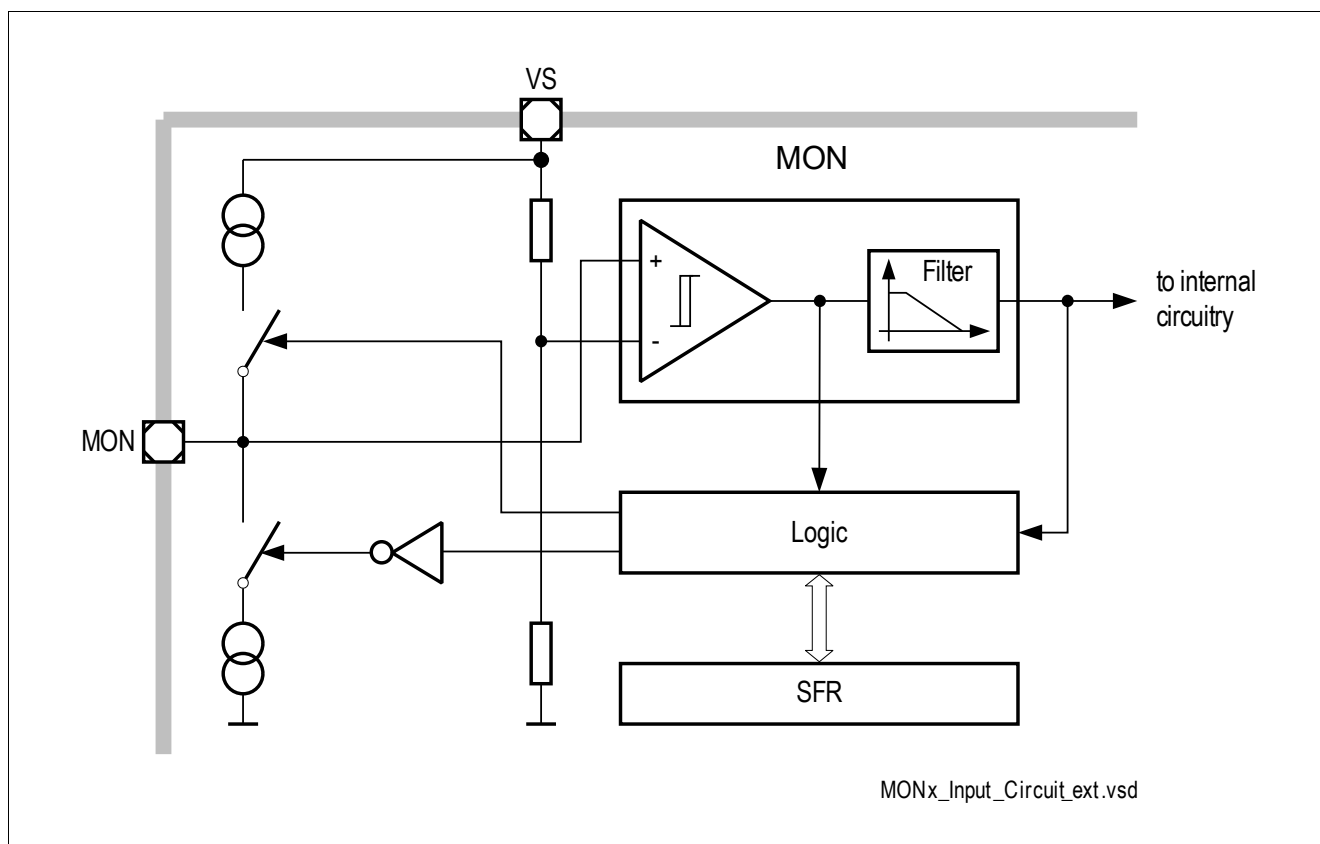 VS
MON
+
Filter
to internal
circuitry
-
MON
Logic
SFR
MONx_Input_Circuit_ext.vsd